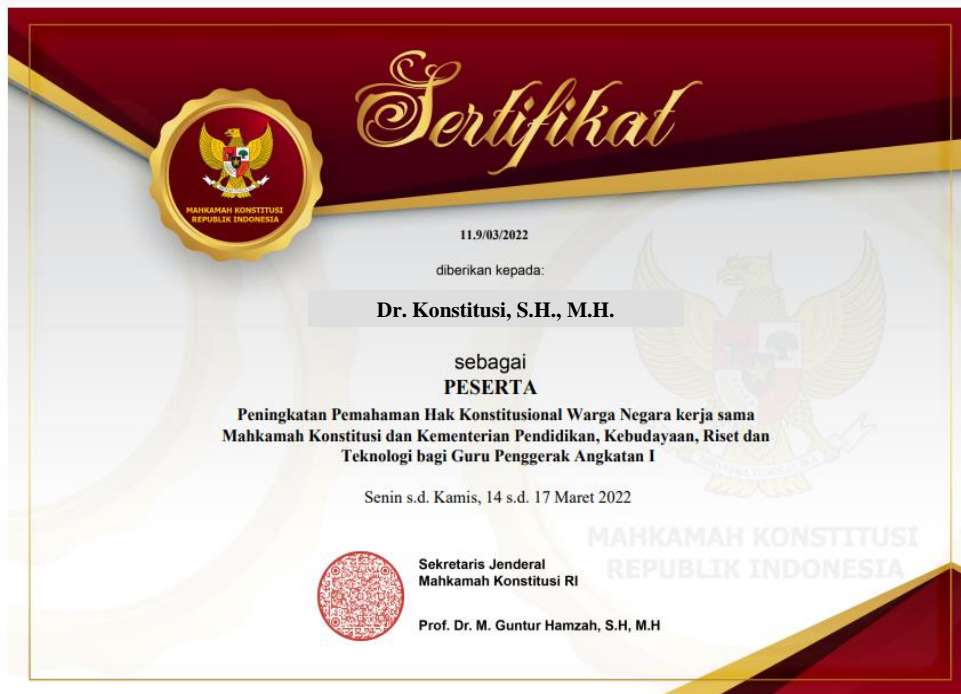 Sertifikat
MAHKAMAH KONSTITUSI
REPUBLIK INDONESIA
11.9/03/2022
diberikan kepada:
Dr. Konstitusi, S.H., M.H.
sebagai
PESERTA
Peningkatan Pemahaman Hak Konstitusional Warga Negara kerja sama
Mahkamah Konstitusi dan Kementerian Pendidikan, Kebudayaan, Riset dan
Teknologi bagi Guru Penggerak Angkatan I
Senin s.d. Kamis, 14 s.d. 17 Maret 2022
MAHKAMAH KONSTITUSI
REPUBLIK INDONESIA
Sekretaris Jenderal
Mahkamah Konstitusi RI
Prof. Dr. M. Guntur Hamzah, S.H, M.H